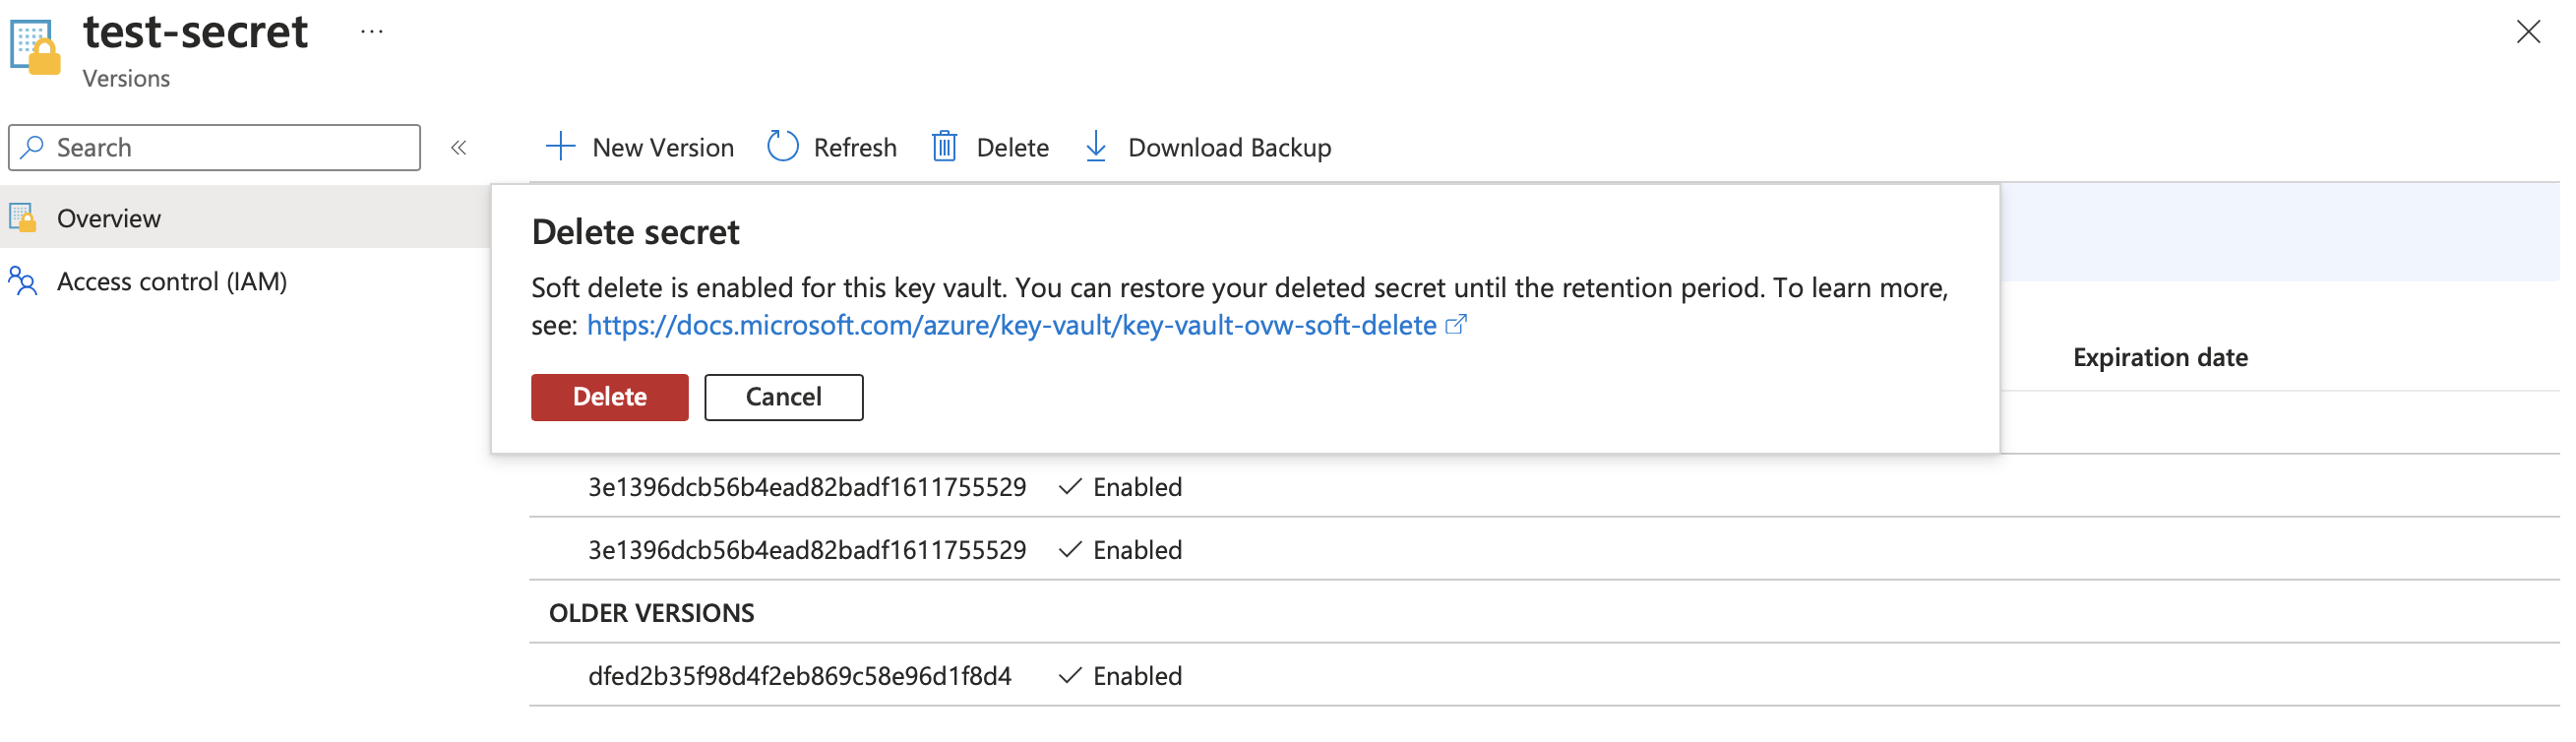 test-secret ...
Versions
Search «
New Version Refresh Delete Download Backup
Overview
Access control (IAM)
Delete secret
Soft delete is enabled for this key vault. You can restore your deleted secret until the retention period. To learn more,
see: https://docs.microsoft.com/azure/key-vault/key-vault-ovw-soft-delete
Delete Cancel
Expiration date
3e1396dcb56b4ead82badf1611755529 Enabled
3e1396dcb56b4ead82badf1611755529 Enabled
OLDER VERSIONS
dfed2b35f98d4f2eb869c58e96d1f8d4 Enabled